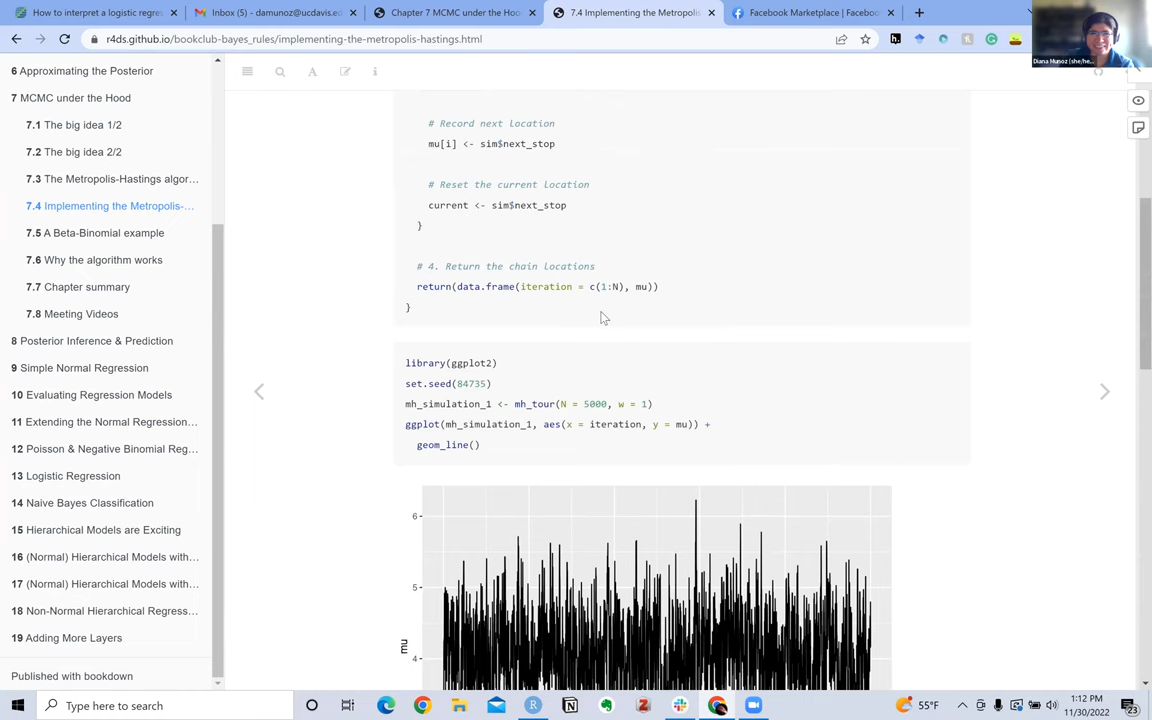 How to interpret a logistic regres
Inbox (5) - damunoz@ucdavis.ed
Chapter 7 MCMC under the Hood
7.4 Implementing the Metropolis
Facebook Marketplace | Faceboo
r4ds.github.io/bookclub-bayes_rules/implementing-the-metropolis-hastings.html
Diana Munoz (she/he...
6 Approximating the Posterior
7 MCMC under the Hood
7.1 The big idea 1/2
7.2 The big idea 2/2
7.3 The Metropolis-Hastings algor...
7.4 Implementing the Metropolis-...
7.5 A Beta-Binomial example
7.6 Why the algorithm works
7.7 Chapter summary
7.8 Meeting Videos
8 Posterior Inference & Prediction
9 Simple Normal Regression
10 Evaluating Regression Models
11 Extending the Normal Regression...
12 Poisson & Negative Binomial Reg...
13 Logistic Regression
14 Naive Bayes Classification
15 Hierarchical Models are Exciting
16 (Normal) Hierarchical Models with...
17 (Normal) Hierarchical Models with...
18 Non-Normal Hierarchical Regress...
19 Adding More Layers
Published with bookdown
# Record next location
mu[i] <- sim$next_stop
# Reset the current location
current <- sim$next_stop
}
# 4. Return the chain locations
return(data.frame(iteration = c(1:N), mu))
}
library(ggplot2)
set.seed(84735)
mh_simulation_1 <- mh_tour(N = 5000, w = 1)
ggplot(mh_simulation_1, aes(x = iteration, y = mu)) +
geom_line()
6
5
4
mu
Type here to search
55°F
1:12 PM
11/30/2022
23